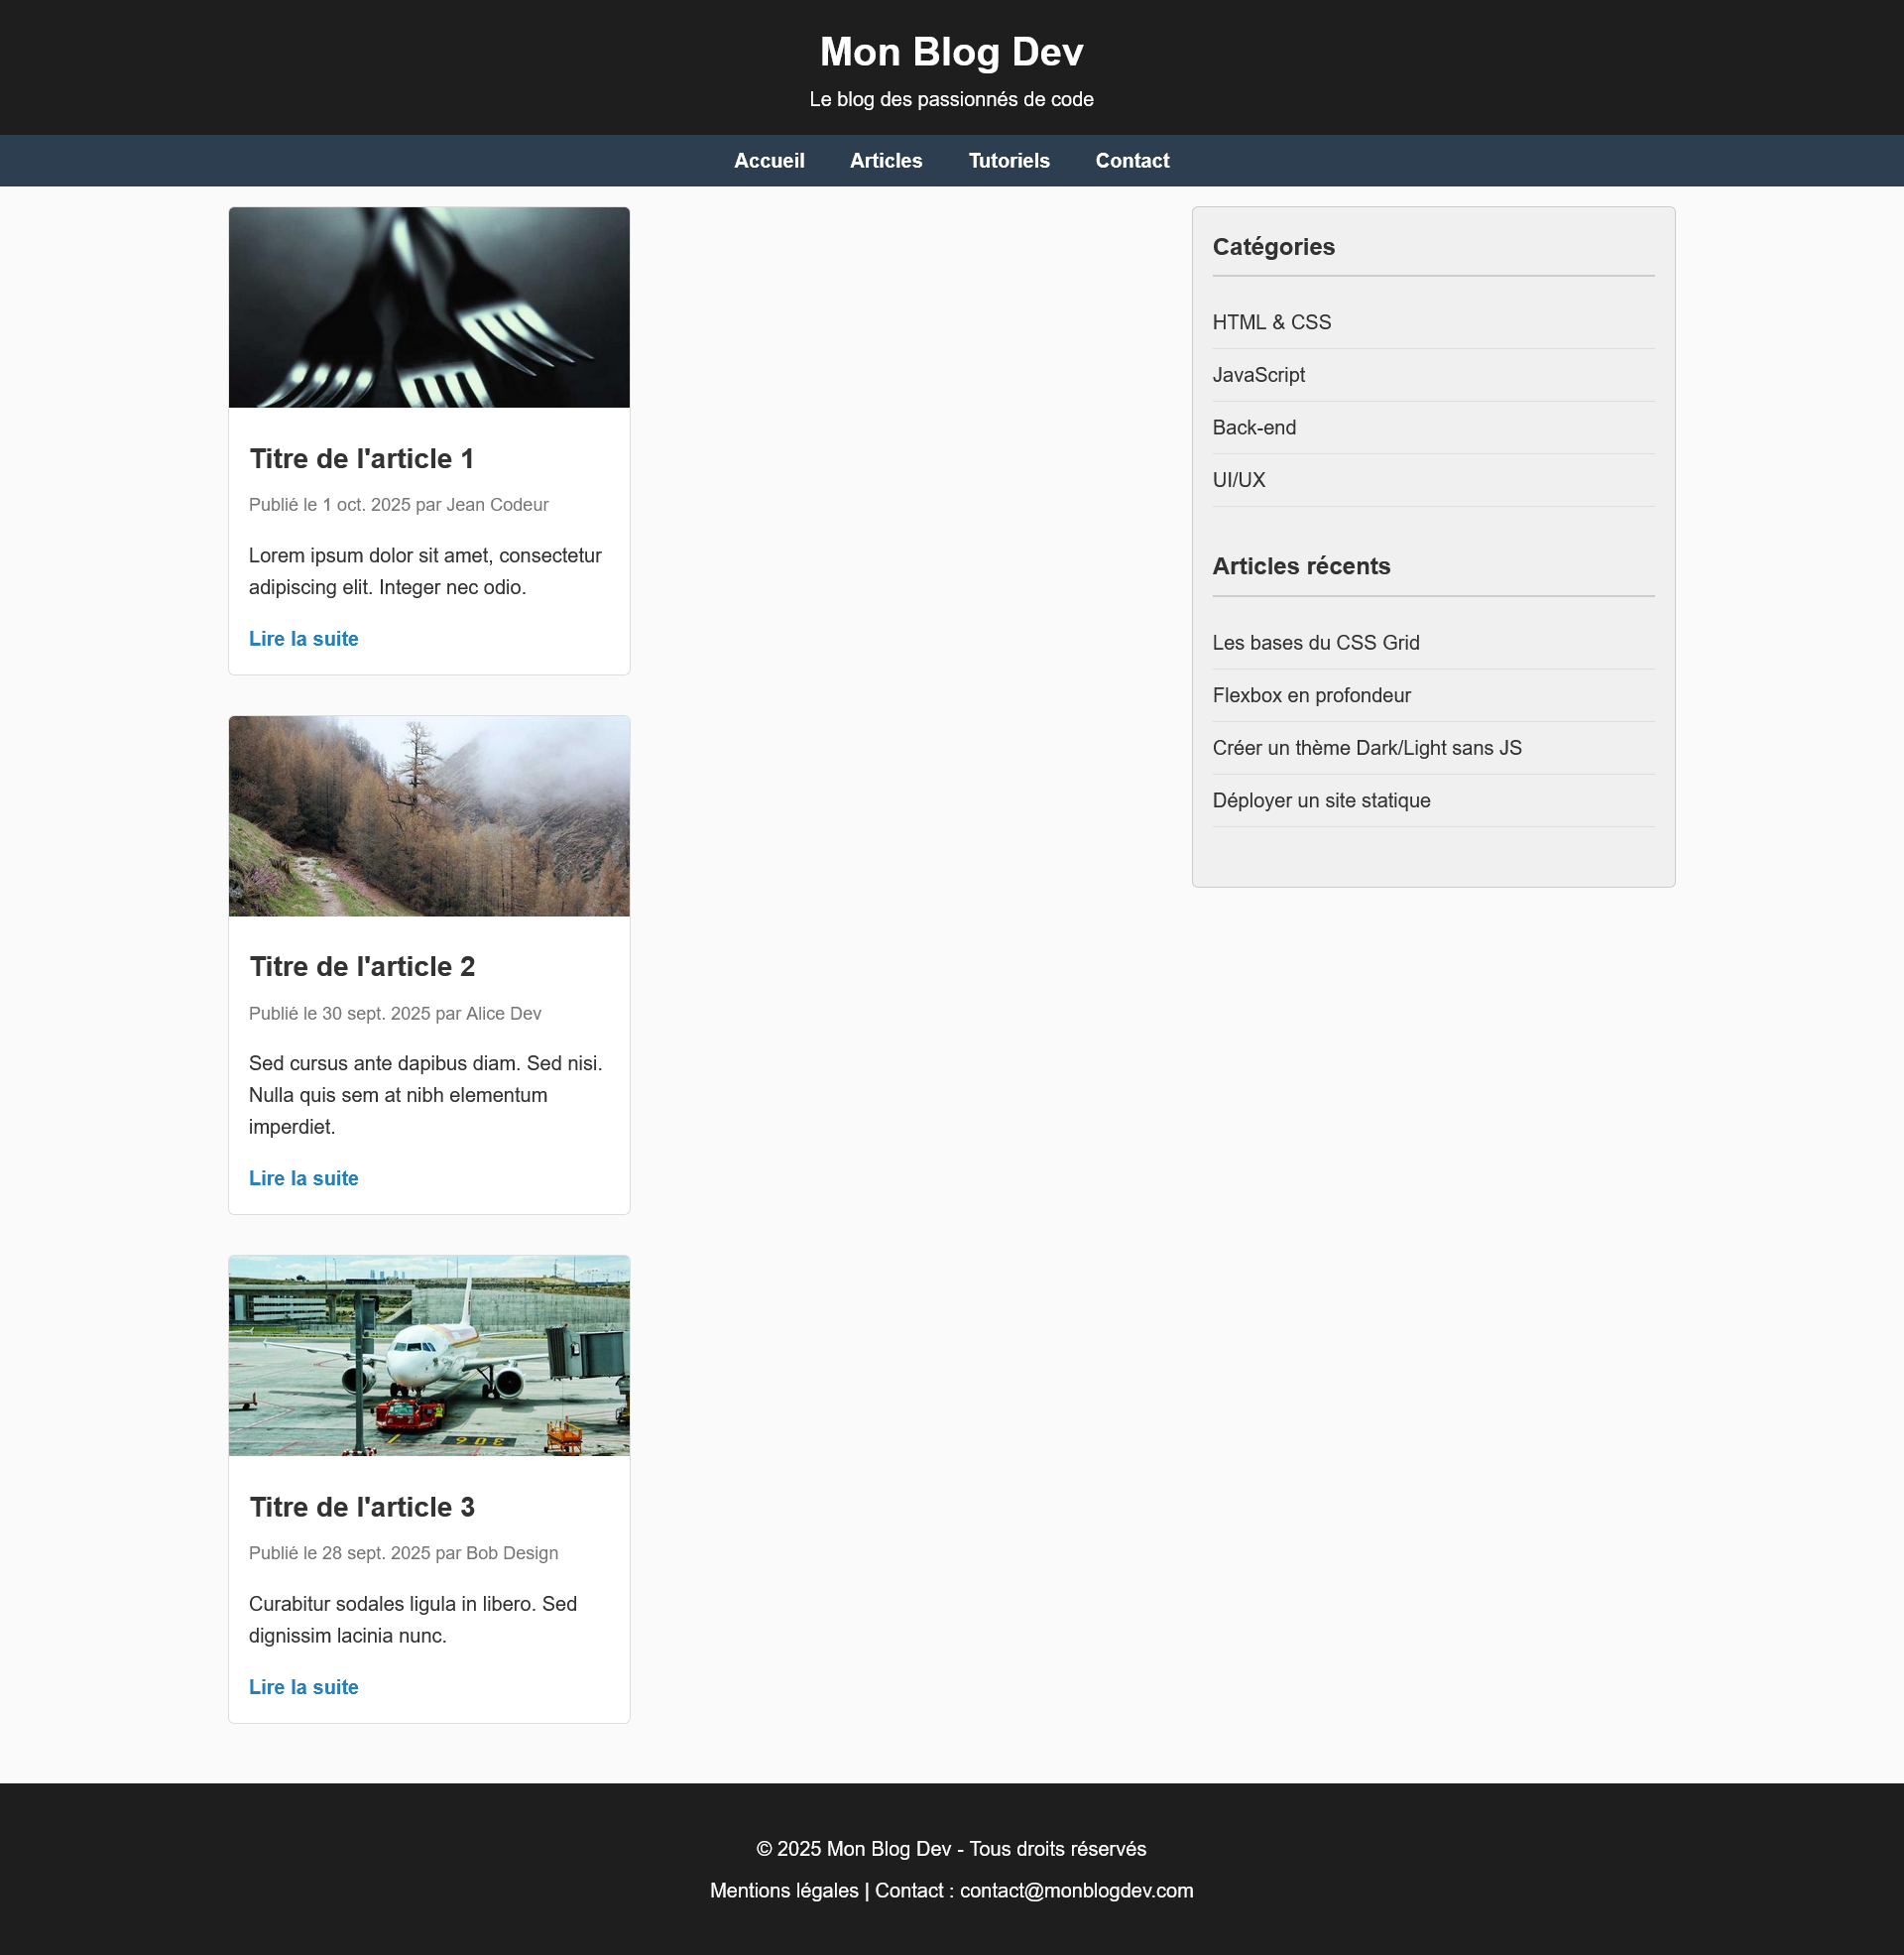 Mon Blog Dev
Le blog des passionnés de code
Accueil Articles Tutoriels Contact
Titre de l'article 1
Publié le 1 oct. 2025 par Jean Codeur
Lorem ipsum dolor sit amet, consectetur
adipiscing elit. Integer nec odio.
Lire la suite
Titre de l'article 2
Publié le 30 sept. 2025 par Alice Dev
Sed cursus ante dapibus diam. Sed nisi.
Nulla quis sem at nibh elementum
imperdiet.
Lire la suite
306
Titre de l'article 3
Publié le 28 sept. 2025 par Bob Design
Curabitur sodales ligula in libero. Sed
dignissim lacinia nunc.
Lire la suite
Catégories
HTML & CSS
JavaScript
Back-end
UI/UX
Articles récents
Les bases du CSS Grid
Flexbox en profondeur
Créer un thème Dark/Light sans JS
Déployer un site statique
© 2025 Mon Blog Dev - Tous droits réservés
Mentions légales | Contact : contact@monblogdev.com